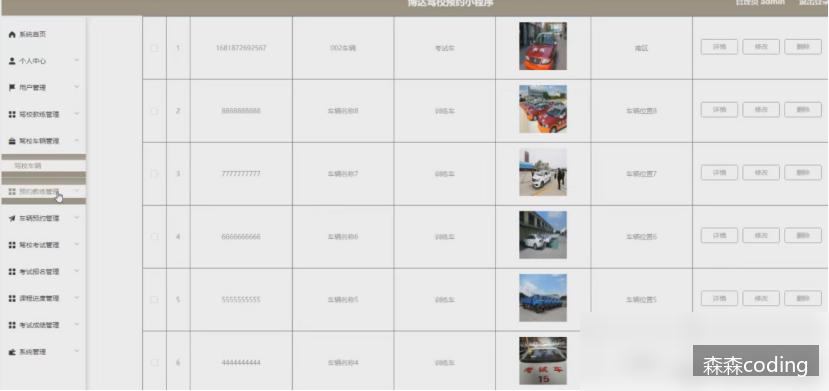 博达驾校预约小程序
管理员 admin
退出登录
系统首页
个人中心
用户管理
驾校教练管理
驾校车辆管理
驾校车辆
预约教练管理
车辆预约管理
驾校考试管理
考试报名管理
课程进度管理
考试成绩管理
系统管理
1 1681872692567 002车辆 考试车 南区 详情 修改 删除
2 8888888888 车辆名称8 训练车 车辆位置8 详情 修改 删除
3 7777777777 车辆名称7 训练车 车辆位置7 详情 修改 删除
4 6666666666 车辆名称6 训练车 车辆位置6 详情 修改 删除
5 5555555555 车辆名称5 训练车 车辆位置5 详情 修改 删除
6 4444444444 车辆名称4 训练车
考试车
15
森森coding